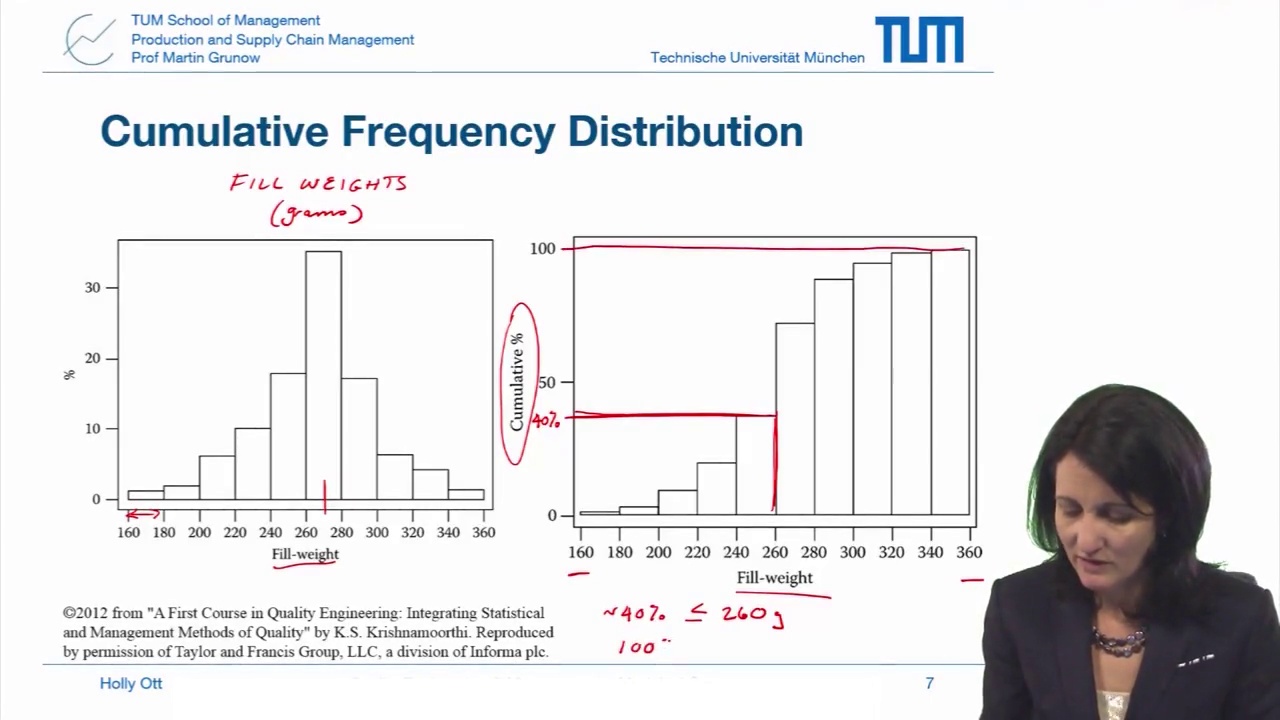 TUM School of Management
Production and Supply Chain Management
Prof Martin Grunow
Technische Universität München
TUM
Cumulative Frequency Distribution
FILL WEIGHTS
(grams)
%
30
20
10
0
160 180 200 220 240 260 280 300 320 340 360
Fill-weight
Cumulative %
100
50
40%
0
160 180 200 220 240 260 280 300 320 340 360
Fill-weight
~40% ≤ 260g
100
©2012 from "A First Course in Quality Engineering: Integrating Statistical
and Management Methods of Quality" by K.S. Krishnamoorthi. Reproduced
by permission of Taylor and Francis Group, LLC, a division of Informa plc.
Holly Ott
7